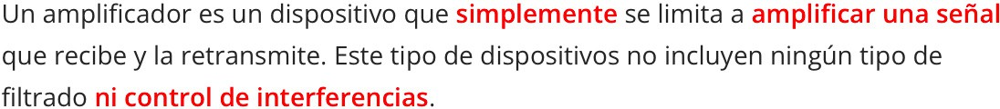 Un amplificador es un dispositivo que simplemente se limita a amplificar una señal
que recibe y la retransmite. Este tipo de dispositivos no incluyen ningún tipo de
filtrado ni control de interferencias.